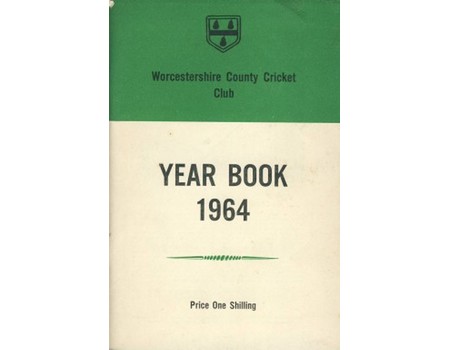 Worcestershire County Cricket
Club
YEAR BOOK
1964
Price One Shilling